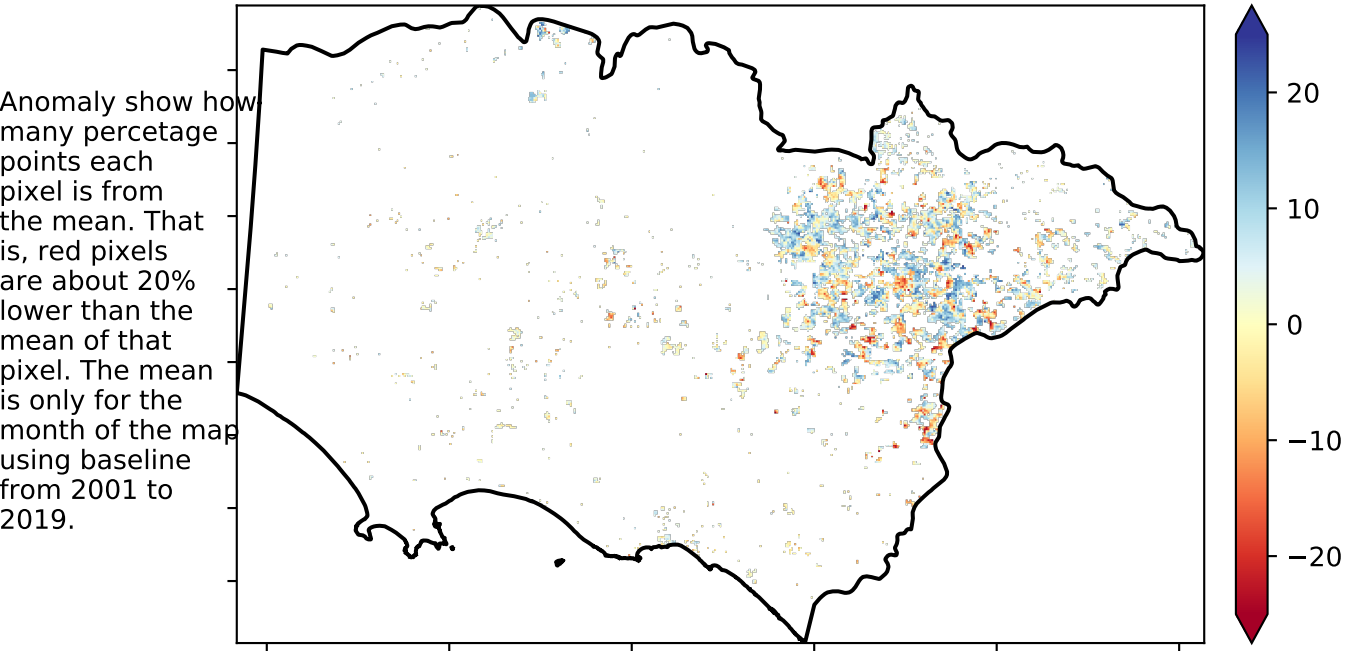 Anomaly show how
many percetage
points each
pixel is from
the mean. That
is, red pixels
are about 20%
lower than the
mean of that
pixel. The mean
is only for the
month of the map
using baseline
from 2001 to
2019.
20
10
0
−10
−20